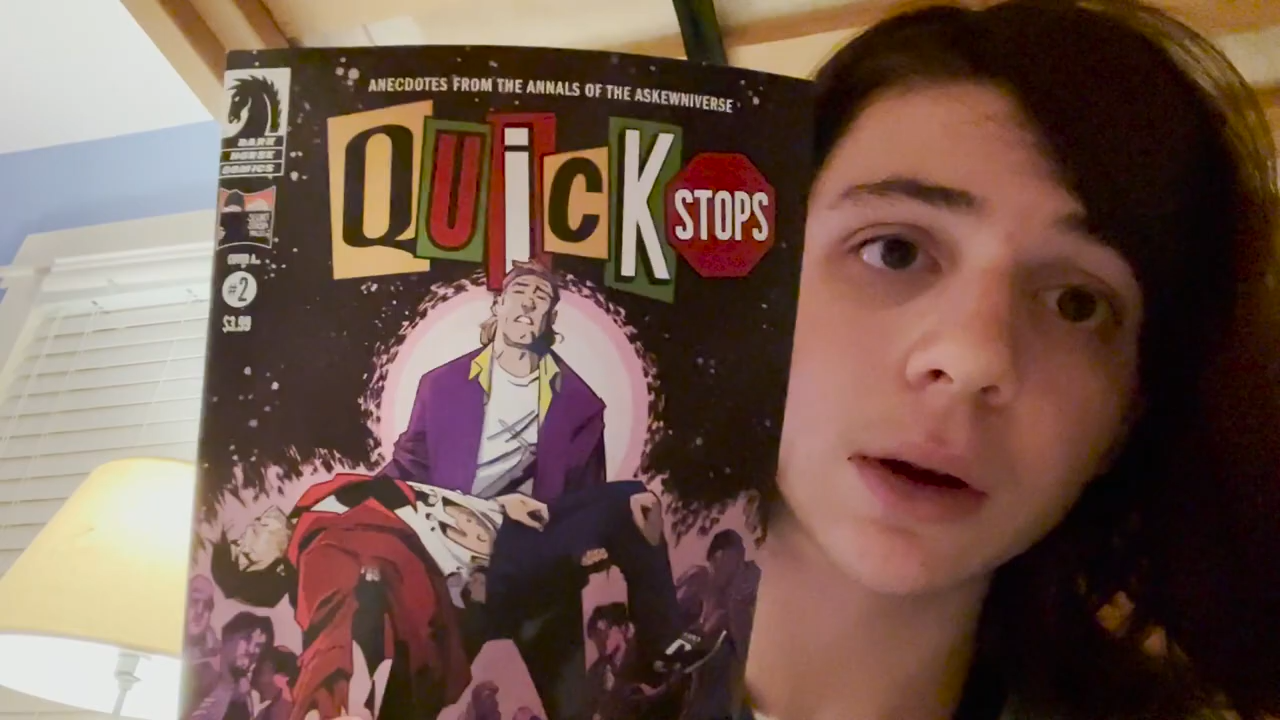 ANECDOTES FROM THE ANNALS OF THE ASKEWNIVERSE
QUiCK
STOPS
DARK
HORSE
COMICS
#2
$3.99